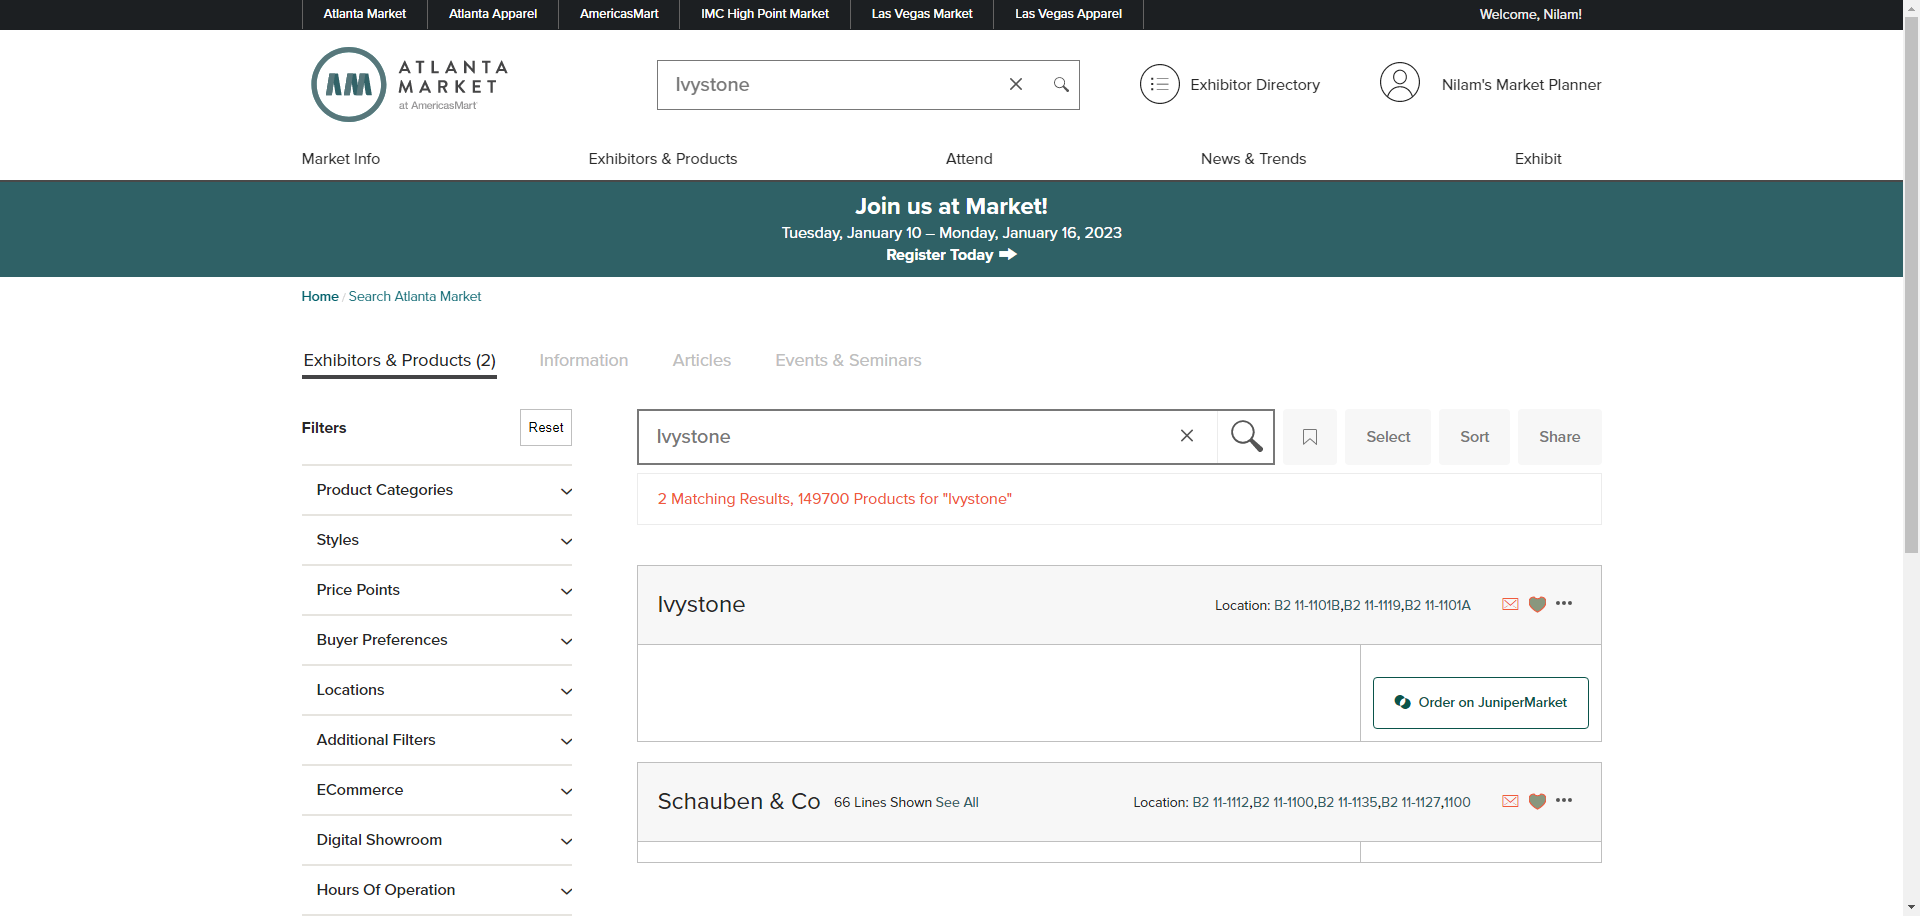 Atlanta Market
Atlanta Apparel
AmericasMart
IMC High Point Market
Las Vegas Market
Las Vegas Apparel
Welcome, Nilam!
AM
ATLANTA
MARKET
at AmericasMart
Ivystone
Exhibitor Directory
Nilam's Market Planner
Market Info
Exhibitors & Products
Attend
News & Trends
Exhibit
Join us at Market!
Tuesday, January 10 – Monday, January 16, 2023
Register Today
Home / Search Atlanta Market
Exhibitors & Products (2)
Information
Articles
Events & Seminars
Filters
Reset
Product Categories
Styles
Price Points
Buyer Preferences
Locations
Additional Filters
ECommerce
Digital Showroom
Hours Of Operation
Ivystone
Select
Sort
Share
2 Matching Results, 149700 Products for "Ivystone"
Ivystone
Location: B2 11-1101B,B2 11-1119,B2 11-1101A
Order on JuniperMarket
Schauben & Co
66 Lines Shown See All
Location: B2 11-1112,B2 11-1100,B2 11-1135,B2 11-1127,1100